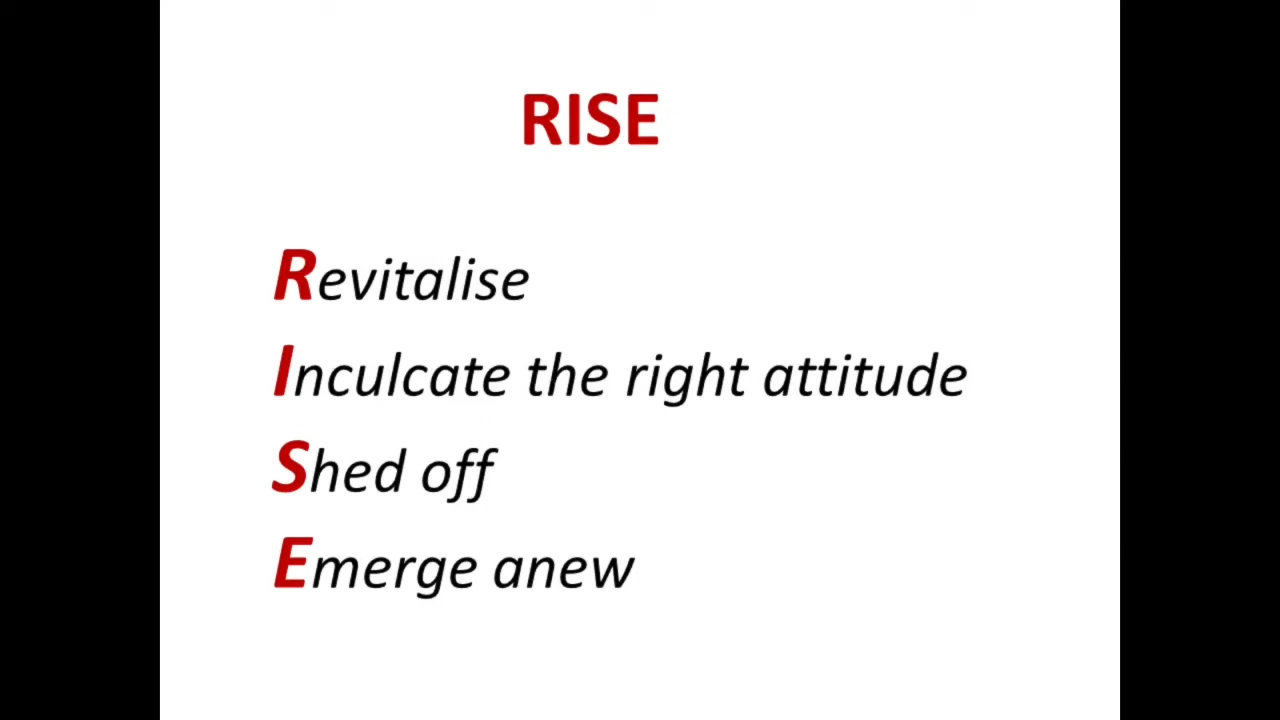 RISE
Revitalise
Inculcate the right attitude
Shed off
Emerge anew